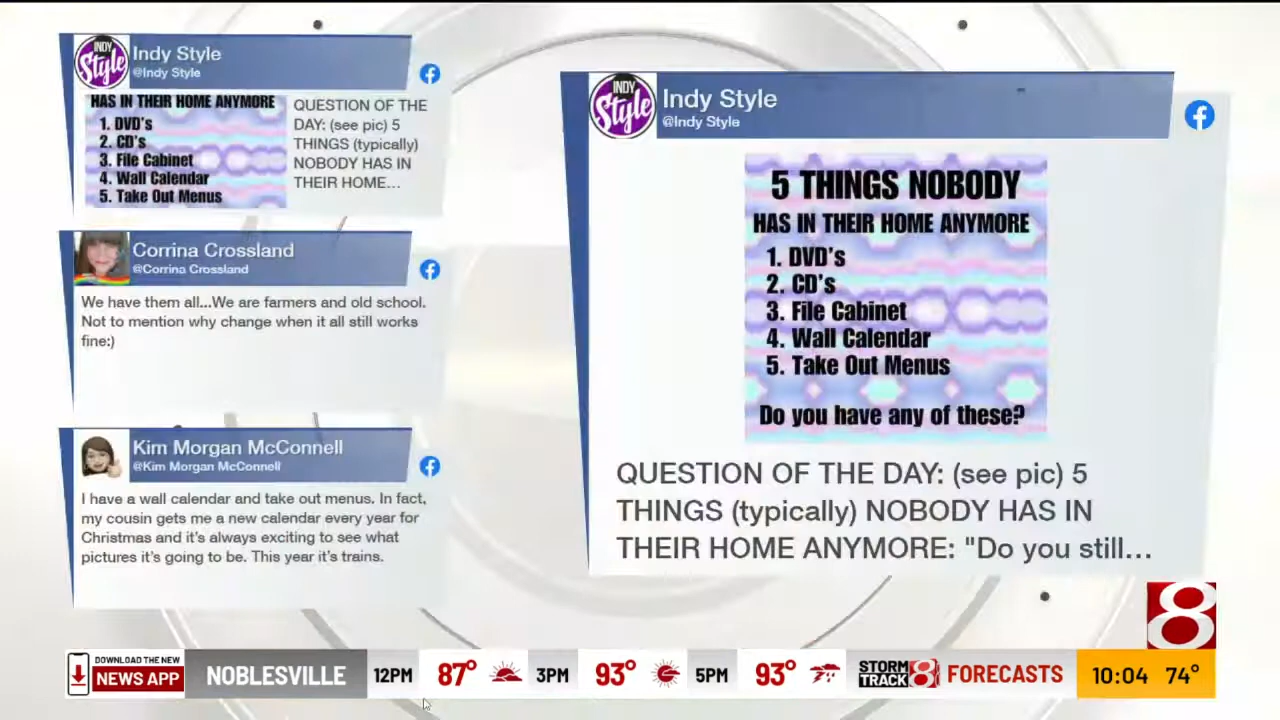 INDY
Style
Indy Style
@Indy Style
HAS IN THEIR HOME ANYMORE
1. DVD's
2. CD's
3. File Cabinet
4. Wall Calendar
5. Take Out Menus
QUESTION OF THE
DAY: (see pic) 5
THINGS (typically)
NOBODY HAS IN
THEIR HOME...
Corrina Crossland
@Corrina Crossland
We have them all...We are farmers and old school.
Not to mention why change when it all still works
fine:)
Kim Morgan McConnell
@Kim Morgan McConnell
I have a wall calendar and take out menus. In fact,
my cousin gets me a new calendar every year for
Christmas and it's always exciting to see what
pictures it's going to be. This year it's trains.
INDY
Style
Indy Style
@Indy Style
5 THINGS NOBODY
HAS IN THEIR HOME ANYMORE
1. DVD's
2. CD's
3. File Cabinet
4. Wall Calendar
5. Take Out Menus
Do you have any of these?
QUESTION OF THE DAY: (see pic) 5
THINGS (typically) NOBODY HAS IN
THEIR HOME ANYMORE: "Do you still...
8
DOWNLOAD THE NEW
NEWS APP
NOBLESVILLE
12PM 87° 3PM 93° 5PM 93°
STORM
TRACK 8
FORECASTS
10:04 74°